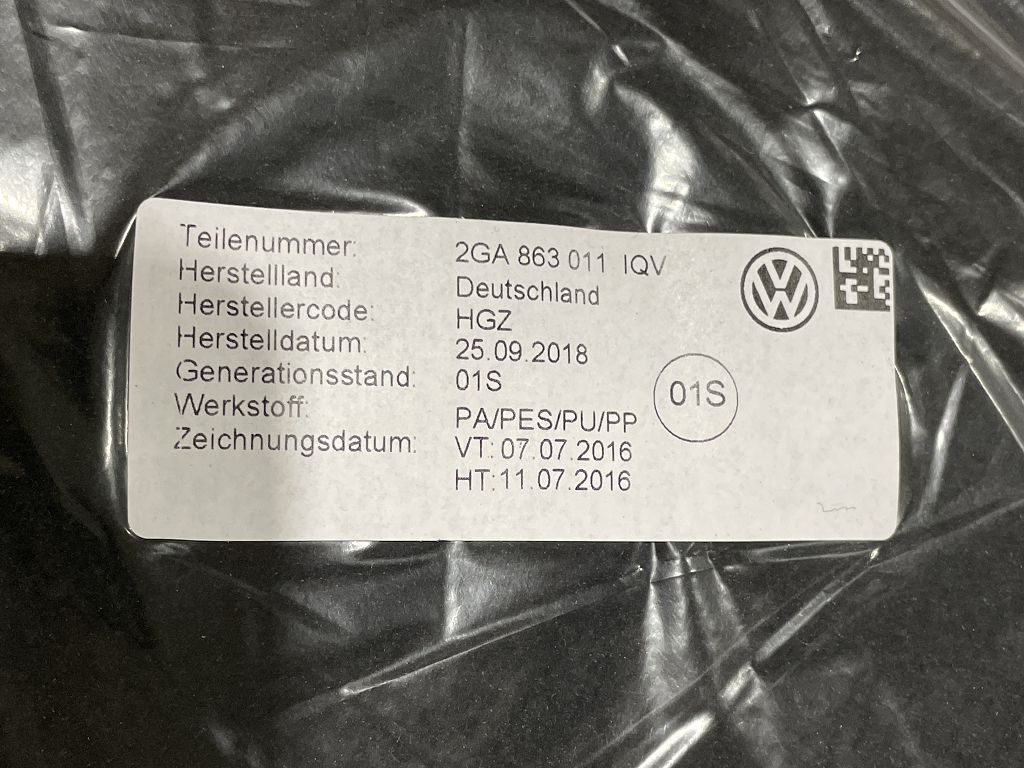 Teilenummer: 2GA 863 011 IQV
Herstellland: Deutschland
Herstellercode: HGZ
Herstelldatum: 25.09.2018
Generationsstand: 01S
Werkstoff: PA/PES/PU/PP
Zeichnungsdatum: VT: 07.07.2016
HT: 11.07.2016
01S